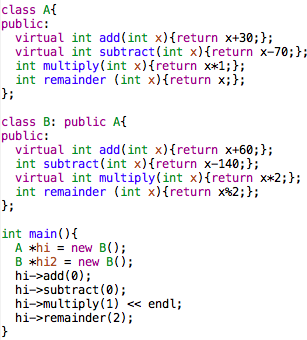 class A{
public:
  virtual int add(int x){return x+30;};
  virtual int subtract(int x){return x-70;};
  int multiply(int x){return x*1;};
  int remainder (int x){return x;};
};

class B: public A{
public:
  virtual int add(int x){return x+60;};
  int subtract(int x){return x-140;};
  virtual int multiply(int x){return x*2;};
  int remainder (int x){return x%2;};
};

int main(){
  A *hi = new B();
  B *hi2 = new B();
  hi->add(0);
  hi->subtract(0);
  hi->multiply(1) << endl;
  hi->remainder(2);
}